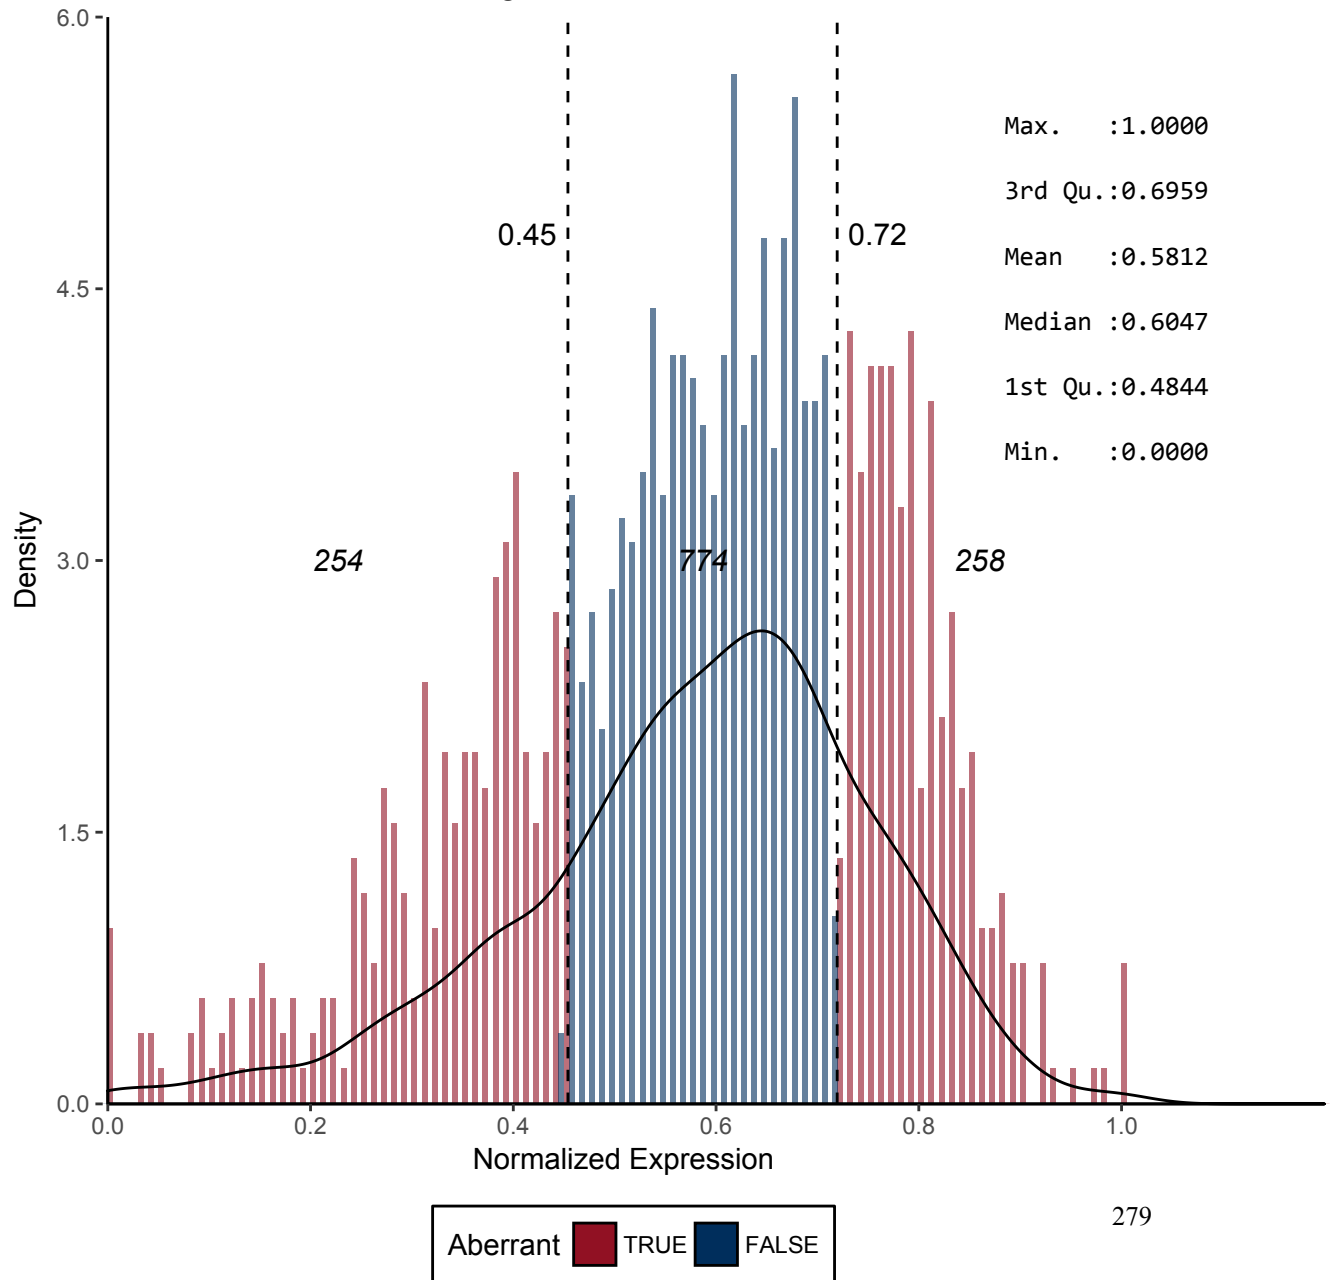 6.0
Max. :1.0000
3rd Qu.:0.6959
0.45
0.72
Mean :0.5812
4.5
Median :0.6047
1st Qu.:0.4844
Min. :0.0000
Density
3.0
254
774
258
1.5
0.0
0.0 0.2 0.4 0.6 0.8 1.0
Normalized Expression
279
Aberrant TRUE FALSE